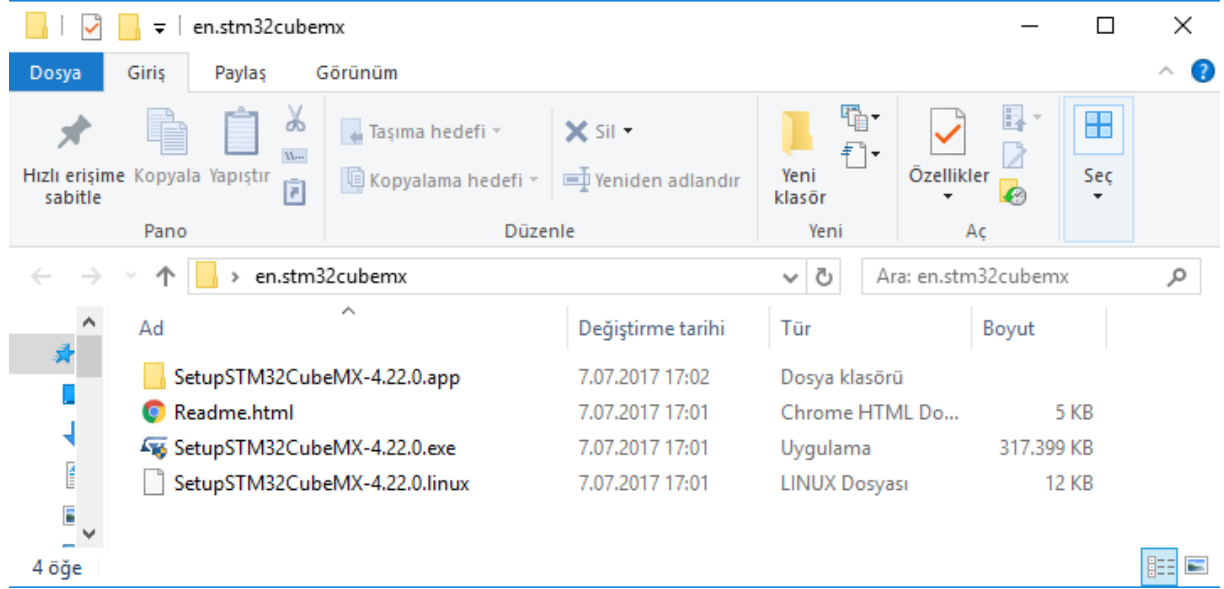 en.stm32cubemx
Dosya Giriş Paylaş Görünüm
Hızlı erişime sabitle
Kopyala
Yapıştır
Pano
Taşıma hedefi
Kopyalama hedefi
Sil
Yeniden adlandır
Düzenle
Yeni klasör
Yeni
Özellikler
Aç
Seç
en.stm32cubemx
Ara: en.stm32cubemx
Ad Değiştirme tarihi Tür Boyut
SetupSTM32CubeMX-4.22.0.app 7.07.2017 17:02 Dosya klasörü
Readme.html 7.07.2017 17:01 Chrome HTML Do... 5 KB
SetupSTM32CubeMX-4.22.0.exe 7.07.2017 17:01 Uygulama 317.399 KB
SetupSTM32CubeMX-4.22.0.linux 7.07.2017 17:01 LINUX Dosyası 12 KB
4 öğe